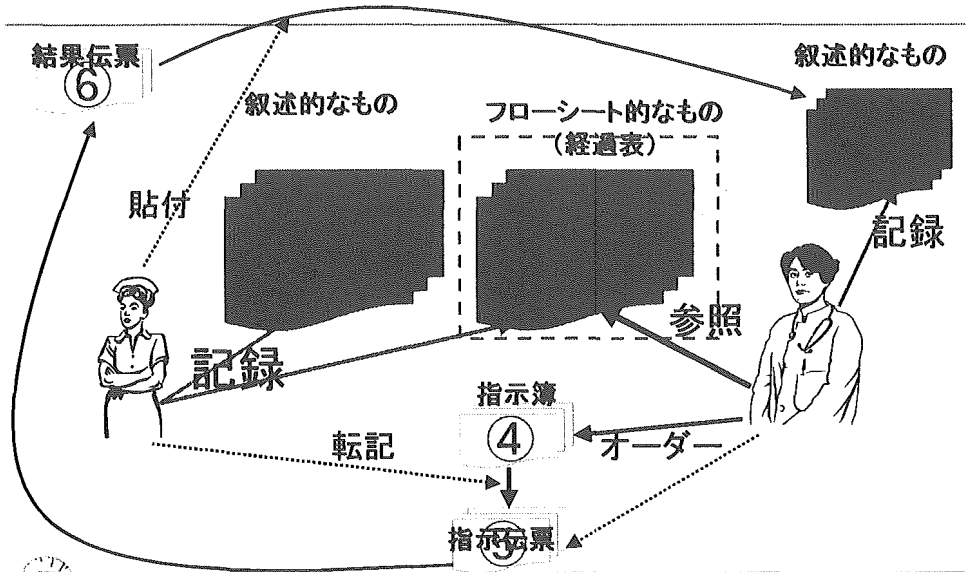 結果伝票
⑥
叙述的なもの
叙述的なもの
フローシート的なもの
(経過表)
貼付
記録
記録
参照
指示簿
④
転記
オーダー
指示伝票
⑤